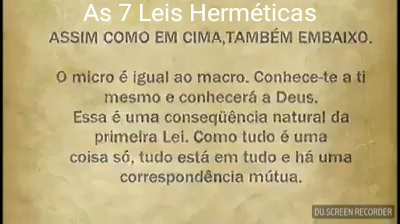 As 7 Leis Herméticas
ASSIM COMO EM CIMA,TAMBÉM EMBAIXO.
O micro é igual ao macro. Conhece-te a ti
mesmo e conhecerá a Deus.
Essa é uma conseqüência natural da
primeira Lei. Como tudo é uma
coisa só, tudo está em tudo e há uma
correspondência mútua.
DU SCREEN RECORDER